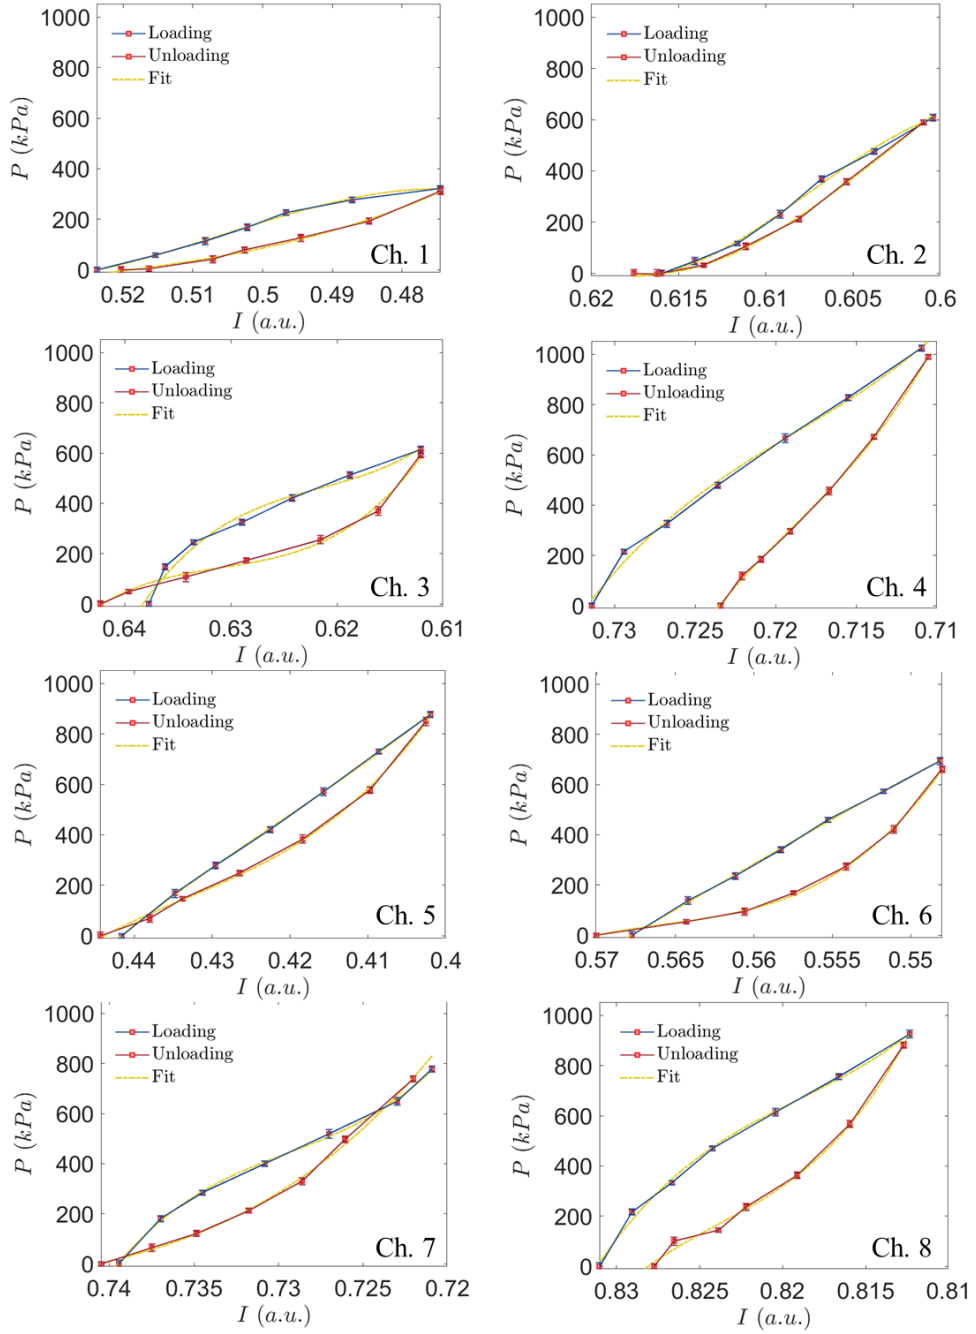 1000
800
600
400
200
0
P (kPa)
Loading
Unloading
Fit
Ch. 1
0.52 0.51 0.5 0.49 0.48
I (a.u.)
1000
800
600
400
200
0
P (kPa)
Loading
Unloading
Fit
Ch. 2
0.62 0.615 0.61 0.605 0.6
I (a.u.)
1000
800
600
400
200
0
P (kPa)
Loading
Unloading
Fit
Ch. 3
0.64 0.63 0.62 0.61
I (a.u.)
1000
800
600
400
200
0
P (kPa)
Loading
Unloading
Fit
Ch. 4
0.73 0.725 0.72 0.715 0.71
I (a.u.)
1000
800
600
400
200
0
P (kPa)
Loading
Unloading
Fit
Ch. 5
0.44 0.43 0.42 0.41 0.4
I (a.u.)
1000
800
600
400
200
0
P (kPa)
Loading
Unloading
Fit
Ch. 6
0.57 0.565 0.56 0.555 0.55
I (a.u.)
1000
800
600
400
200
0
P (kPa)
Loading
Unloading
Fit
Ch. 7
0.74 0.735 0.73 0.725 0.72
I (a.u.)
1000
800
600
400
200
0
P (kPa)
Loading
Unloading
Fit
Ch. 8
0.83 0.825 0.82 0.815 0.81
I (a.u.)